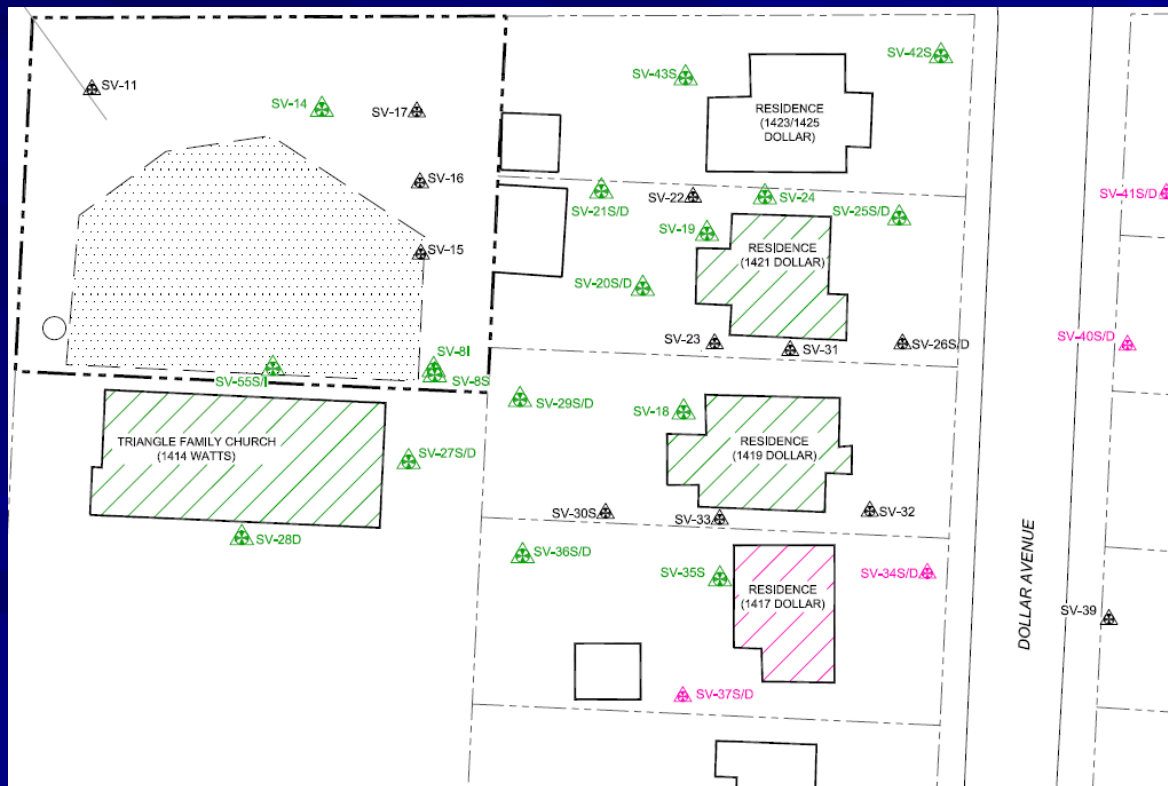 SV-42S
SV-43S
SV-11
SV-14
SV-17
RESIDENCE
(1423/1425
DOLLAR)
SV-16
SV-21S/D
SV-22
SV-24
SV-41S/D
SV-25S/D
SV-19
SV-15
RESIDENCE
(1421 DOLLAR)
SV-20S/D
SV-23
SV-31
SV-26S/D
SV-40S/D
SV-8I
SV-8S
SV-55S/I
SV-29S/D
SV-18
TRIANGLE FAMILY CHURCH
(1414 WATTS)
RESIDENCE
(1419 DOLLAR)
SV-27S/D
SV-30S
SV-33
SV-32
SV-28D
SV-36S/D
SV-35S
SV-34S/D
RESIDENCE
(1417 DOLLAR)
DOLLAR AVENUE
SV-39
SV-37S/D